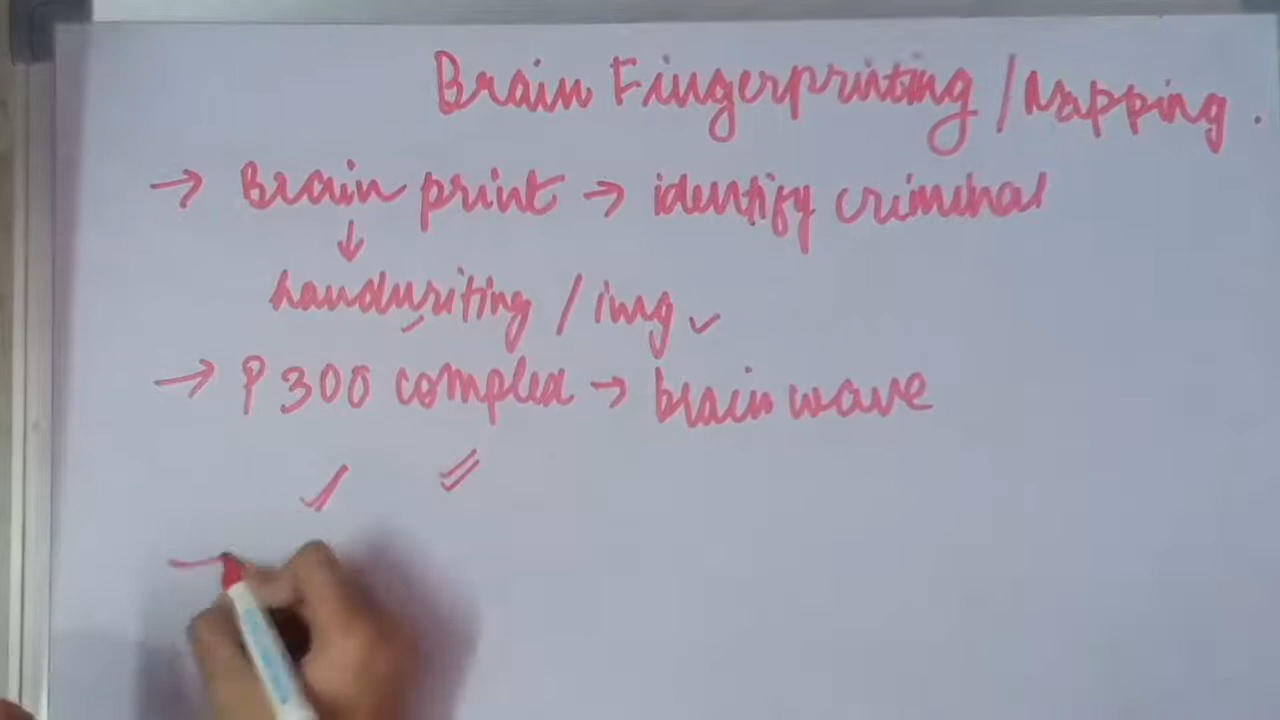 Brain Fingerprinting / Mapping.
→ Brain print → identify criminal
↓
handwriting / img ✓
→ P300 complex → brain wave